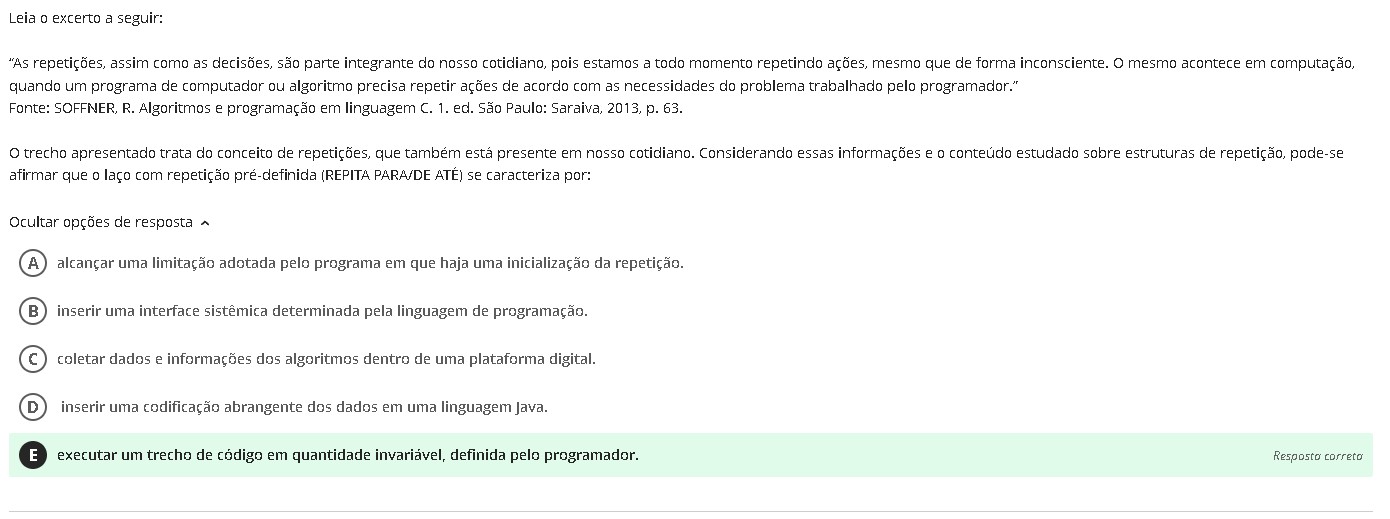 Leia o excerto a seguir:
“As repetições, assim como as decisões, são parte integrante do nosso cotidiano, pois estamos a todo momento repetindo ações, mesmo que de forma inconsciente. O mesmo acontece em computação,
quando um programa de computador ou algoritmo precisa repetir ações de acordo com as necessidades do problema trabalhado pelo programador.”
Fonte: SOFFNER, R. Algoritmos e programação em linguagem C. 1. ed. São Paulo: Saraiva, 2013, p. 63.
O trecho apresentado trata do conceito de repetições, que também está presente em nosso cotidiano. Considerando essas informações e o conteúdo estudado sobre estruturas de repetição, pode-se
afirmar que o laço com repetição pré-definida (REPITA PARA/DE ATÉ) se caracteriza por:
Ocultar opções de resposta
A alcançar uma limitação adotada pelo programa em que haja uma inicialização da repetição.
B inserir uma interface sistêmica determinada pela linguagem de programação.
C coletar dados e informações dos algoritmos dentro de uma plataforma digital.
D inserir uma codificação abrangente dos dados em uma linguagem Java.
E executar um trecho de código em quantidade invariável, definida pelo programador. Resposta correta